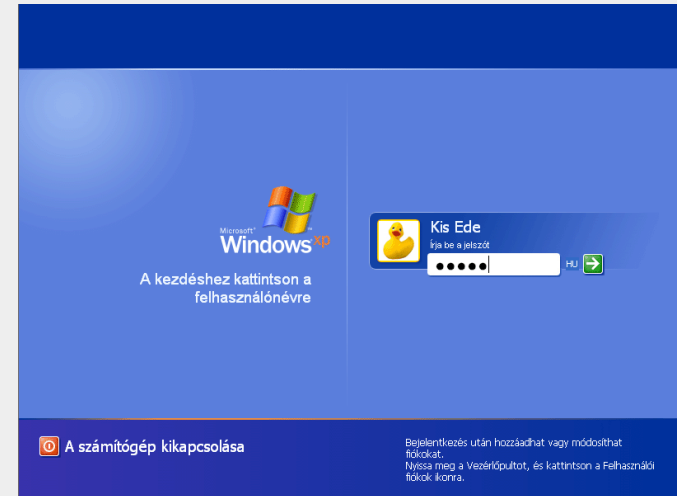 Microsoft®
Windows xp
A kezdéshez kattintson a
felhasználónévre
Kis Ede
Írja be a jelszót
HU
A számítógép kikapcsolása
Bejelentkezés után hozzáadhat vagy módosíthat
fiókokat.
Nyissa meg a Vezérlőpultot, és kattintson a Felhasználói
fiókok ikonra.